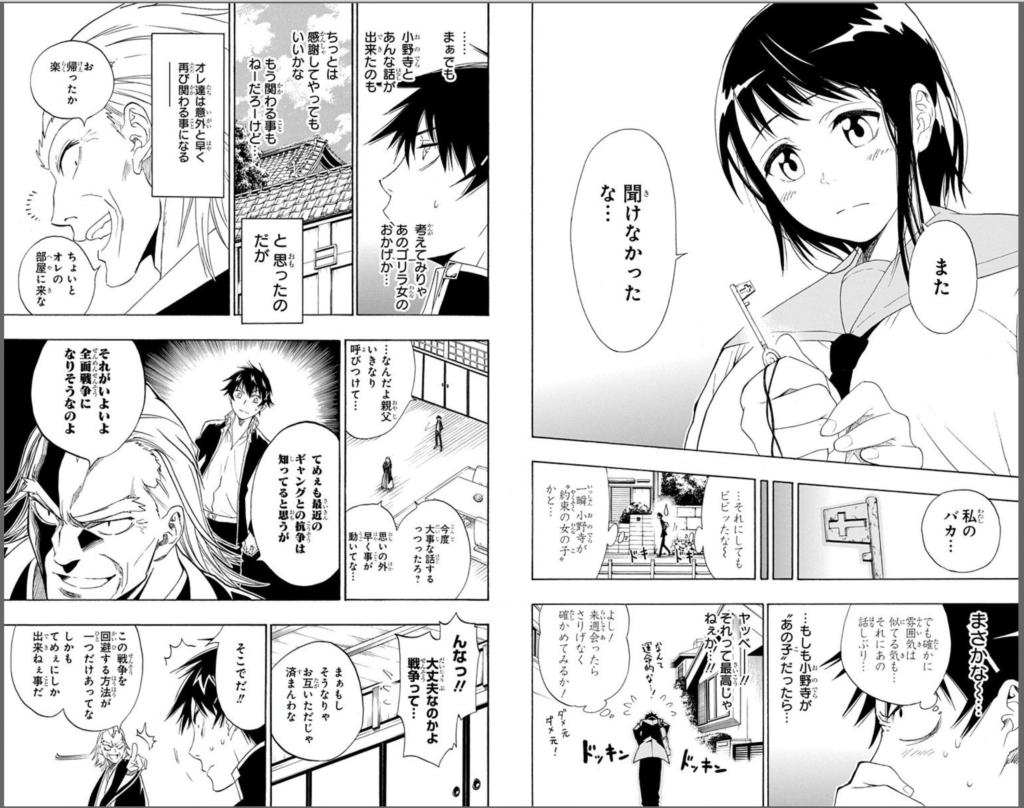 また
聞けなかった
な…
私の
バカ…
…それにしても
ビビッたな〜
一瞬 小野寺が
“約束の女の子”
かと…
ドキ
ドキ
まさかな〜…
でも確かに
雰囲気は
似てる気も
それにあの
話しぶり…
…もしも小野寺が
“あの子”だったら
ヤッベー!!
それって最高じゃ
ねぇか…!!
なんて
運命的な!
よし!
来週会ったら
さりげなく
確かめてみるか!
ダメ元!
ダメ元!
ドッキン
ドッキン
……
まぁでも
小野寺と
あんな話が
出来たのも
考えてみりゃ
あのゴリラ女の
おかげか…
ちっとは
感謝してやっても
いいかな
もう関わる事も
ねーだろーけど…
と 思ったの
だが
オレ達は意外と早く
再び関わる事になる
お
帰ったか
楽
ちょいと
オレの
部屋に来な
…なんだよ親父
いきなり
呼びつけて…
今度
大事な話する
っつったろ?
思いの外
早く事が
動いてな…
てめぇも最近の
ギャングとの抗争は
知ってると思うが
それがいよいよ
全面戦争に
なりそうなのよ
んなっ!!
大丈夫なのかよ
戦争って…
まぁもし
そうなりゃ
お互いただじゃ
済まんわな
そこでだ!!
この戦争を
回避する方法が
一つだけあってな
しかも
てめぇにしか
出来ねぇ事だ